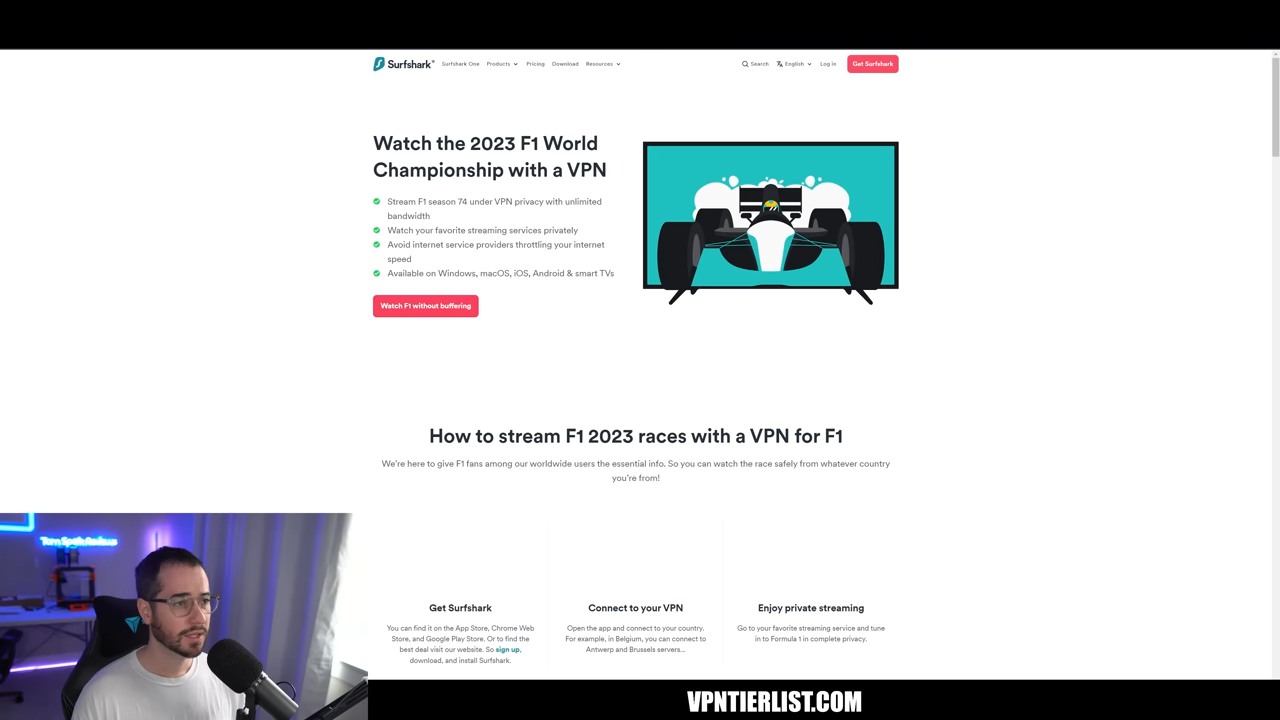 Surfshark
Surfshark One Products Pricing Download Resources
Search English Log in Get Surfshark
Watch the 2023 F1 World
Championship with a VPN
Stream F1 season 74 under VPN privacy with unlimited
bandwidth
Watch your favorite streaming services privately
Avoid internet service providers throttling your internet
speed
Available on Windows, macOS, iOS, Android & smart TVs
Watch F1 without buffering
How to stream F1 2023 races with a VPN for F1
We're here to give F1 fans among our worldwide users the essential info. So you can watch the race safely from whatever country
you're from!
Get Surfshark
You can find it on the App Store, Chrome Web
Store, and Google Play Store. Or to find the
best deal visit our website. So sign up,
download, and install Surfshark.
Connect to your VPN
Open the app and connect to your country.
For example, in Belgium, you can connect to
Antwerp and Brussels servers...
Enjoy private streaming
Go to your favorite streaming service and tune
in to Formula 1 in complete privacy.
Tom Spark Reviews
VPNTIERLIST.COM